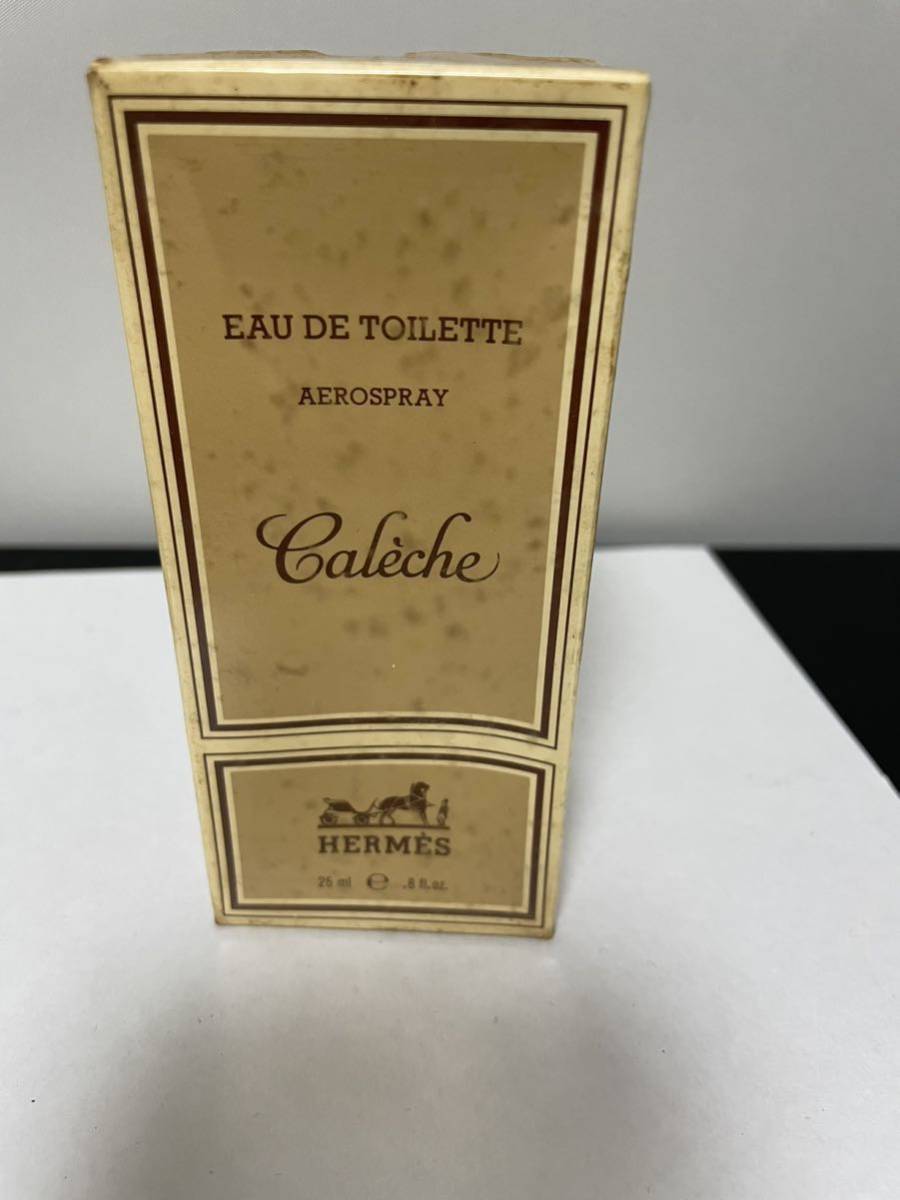 EAU DE TOILETTE
AEROSPRAY
Calèche
HERMÈS
25 ml e .8 fl.oz.